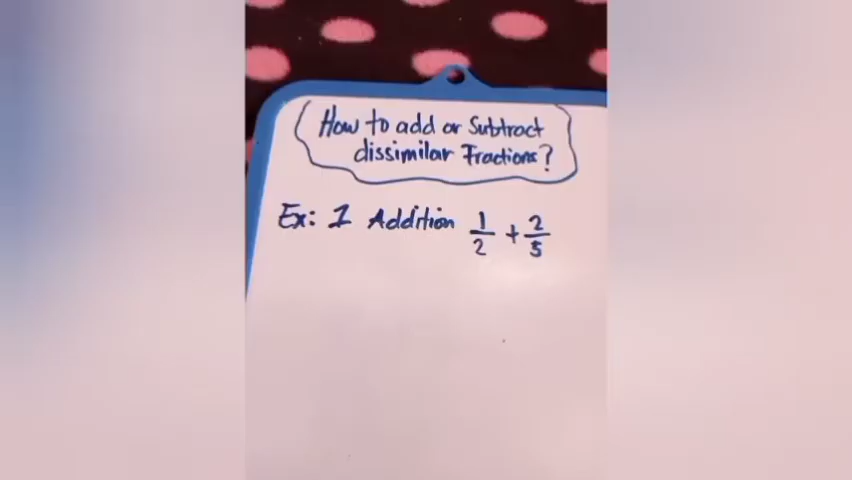 How to add or Subtract
dissimilar Fractions?
Ex: 1 Addition 1/2 + 2/5